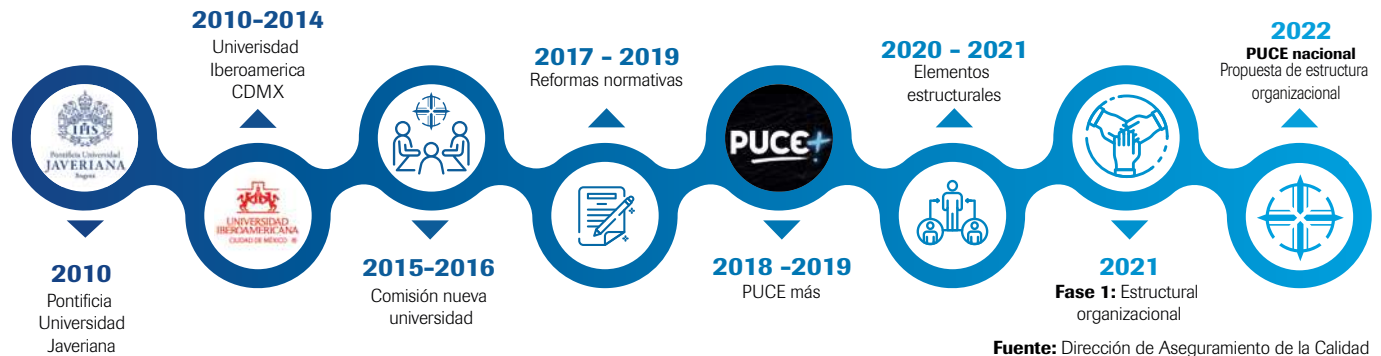 IHS
Pontificia Universidad
JAVERIANA
Bogotá
2010
Pontificia
Universidad
Javeriana
2010-2014
Univerisdad
Iberoamerica
CDMX
UNIVERSIDAD
IBEROAMERICANA
CIUDAD DE MÉXICO ®
2015-2016
Comisión nueva
universidad
2017 - 2019
Reformas normativas
PUCE+
2018 -2019
PUCE más
2020 - 2021
Elementos
estructurales
2021
Fase 1: Estructural
organizacional
2022
PUCE nacional
Propuesta de estructura
organizacional
Fuente: Dirección de Aseguramiento de la Calidad